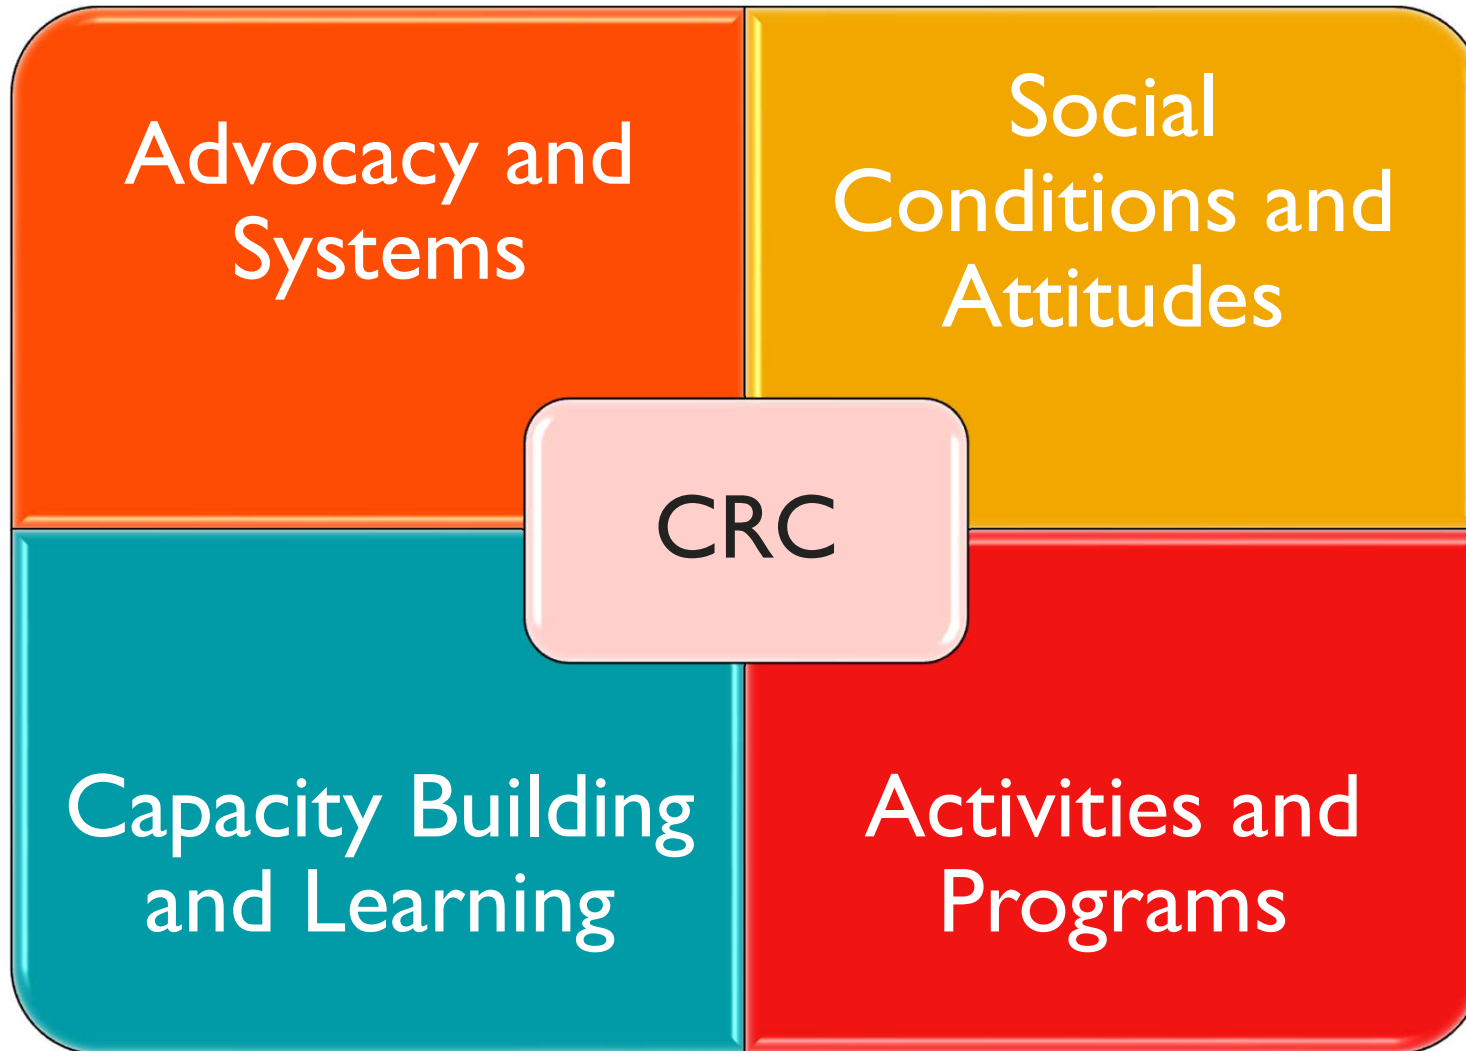 Advocacy and
Systems
Social
Conditions and
Attitudes
CRC
Capacity Building
and Learning
Activities and
Programs